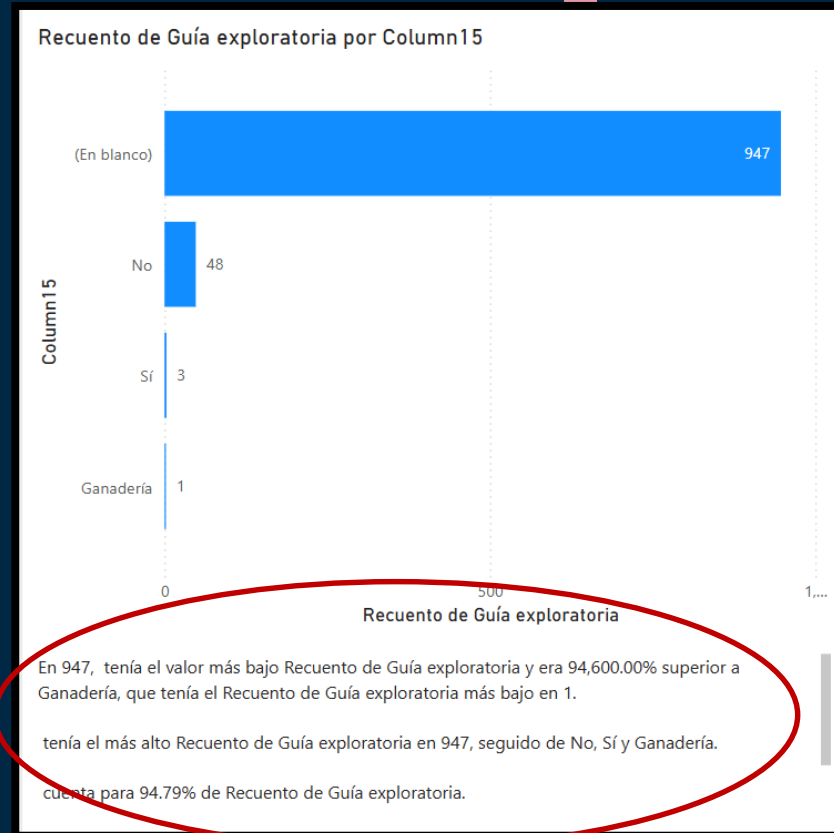 Recuento de Guía exploratoria por Column15
(En blanco)
947
No
48
Column15
Sí
3
Ganadería
1
0
500
1,...
Recuento de Guía exploratoria
En 947,  tenía el valor más bajo Recuento de Guía exploratoria y era 94,600.00% superior a
Ganadería, que tenía el Recuento de Guía exploratoria más bajo en 1.
tenía el más alto Recuento de Guía exploratoria en 947, seguido de No, Sí y Ganadería.
cuenta para 94.79% de Recuento de Guía exploratoria.